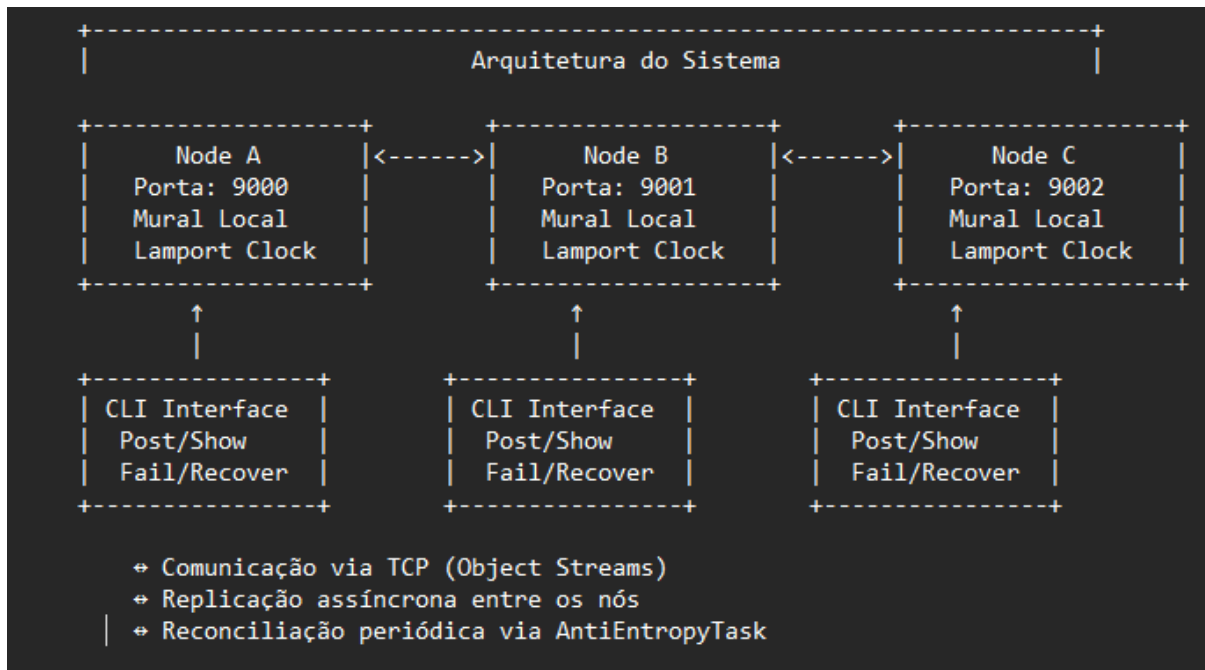 +----------------------------------------------------------------------+
|                           Arquitetura do Sistema                      |
+-------------------+        +-------------------+        +-------------------+
|      Node A       |<------>|      Node B       |<------>|      Node C       |
|   Porta: 9000     |        |   Porta: 9001     |        |   Porta: 9002     |
|   Mural Local     |        |   Mural Local     |        |   Mural Local     |
|   Lamport Clock   |        |   Lamport Clock   |        |   Lamport Clock   |
+-------------------+        +-------------------+        +-------------------+
        ↑                          ↑                          ↑
        |                          |                          |
+----------------+        +----------------+        +----------------+
| CLI Interface  |        | CLI Interface  |        | CLI Interface  |
|  Post/Show     |        |  Post/Show     |        |  Post/Show     |
|  Fail/Recover  |        |  Fail/Recover  |        |  Fail/Recover  |
+----------------+        +----------------+        +----------------+
↔ Comunicação via TCP (Object Streams)
↔ Replicação assíncrona entre os nós
↔ Reconciliação periódica via AntiEntropyTask